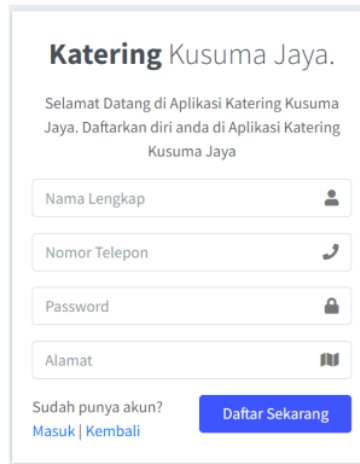 Katering Kusuma Jaya.
Selamat Datang di Aplikasi Katering Kusuma
Jaya. Daftarkan diri anda di Aplikasi Katering
Kusuma Jaya
Nama Lengkap
Nomor Telepon
Password
Alamat
Sudah punya akun?
Masuk | Kembali
Daftar Sekarang